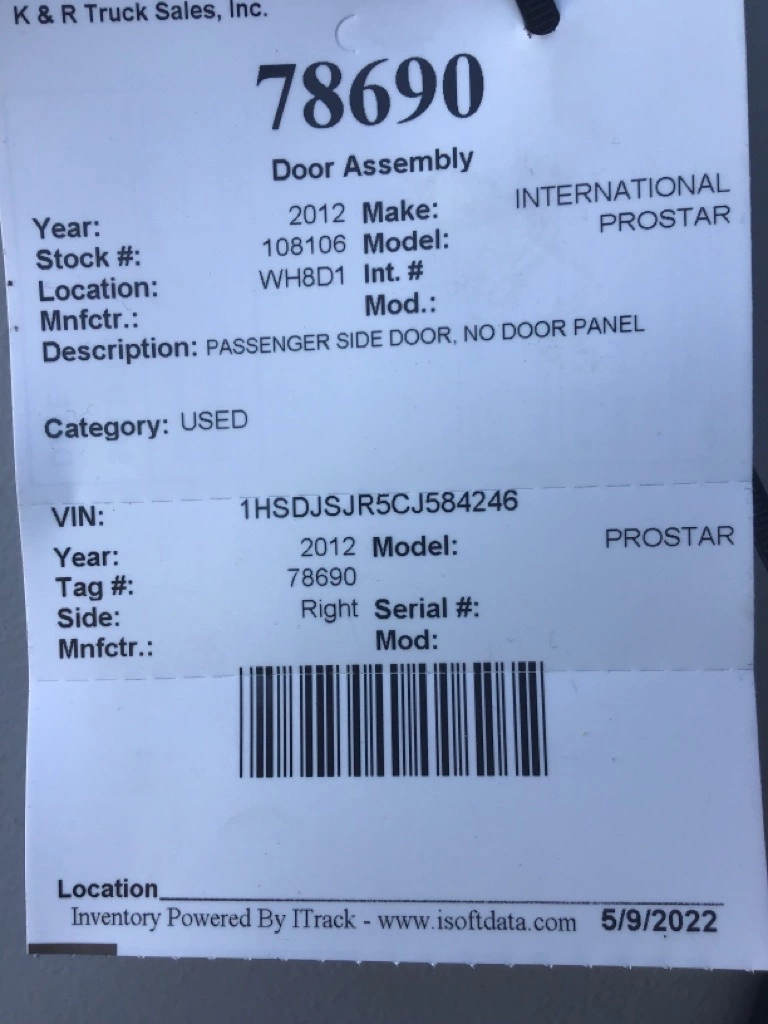 K & R Truck Sales, Inc.
78690
Door Assembly
Year: 2012 Make: INTERNATIONAL
Stock #: 108106 Model: PROSTAR
Location: WH8D1 Int. #
Mnfctr.: Mod.:
Description: PASSENGER SIDE DOOR, NO DOOR PANEL
Category: USED
VIN: 1HSDJSJR5CJ584246
Year: 2012 Model: PROSTAR
Tag #: 78690
Side: Right Serial #:
Mnfctr.: Mod:
Location
Inventory Powered By ITrack - www.isoftdata.com 5/9/2022